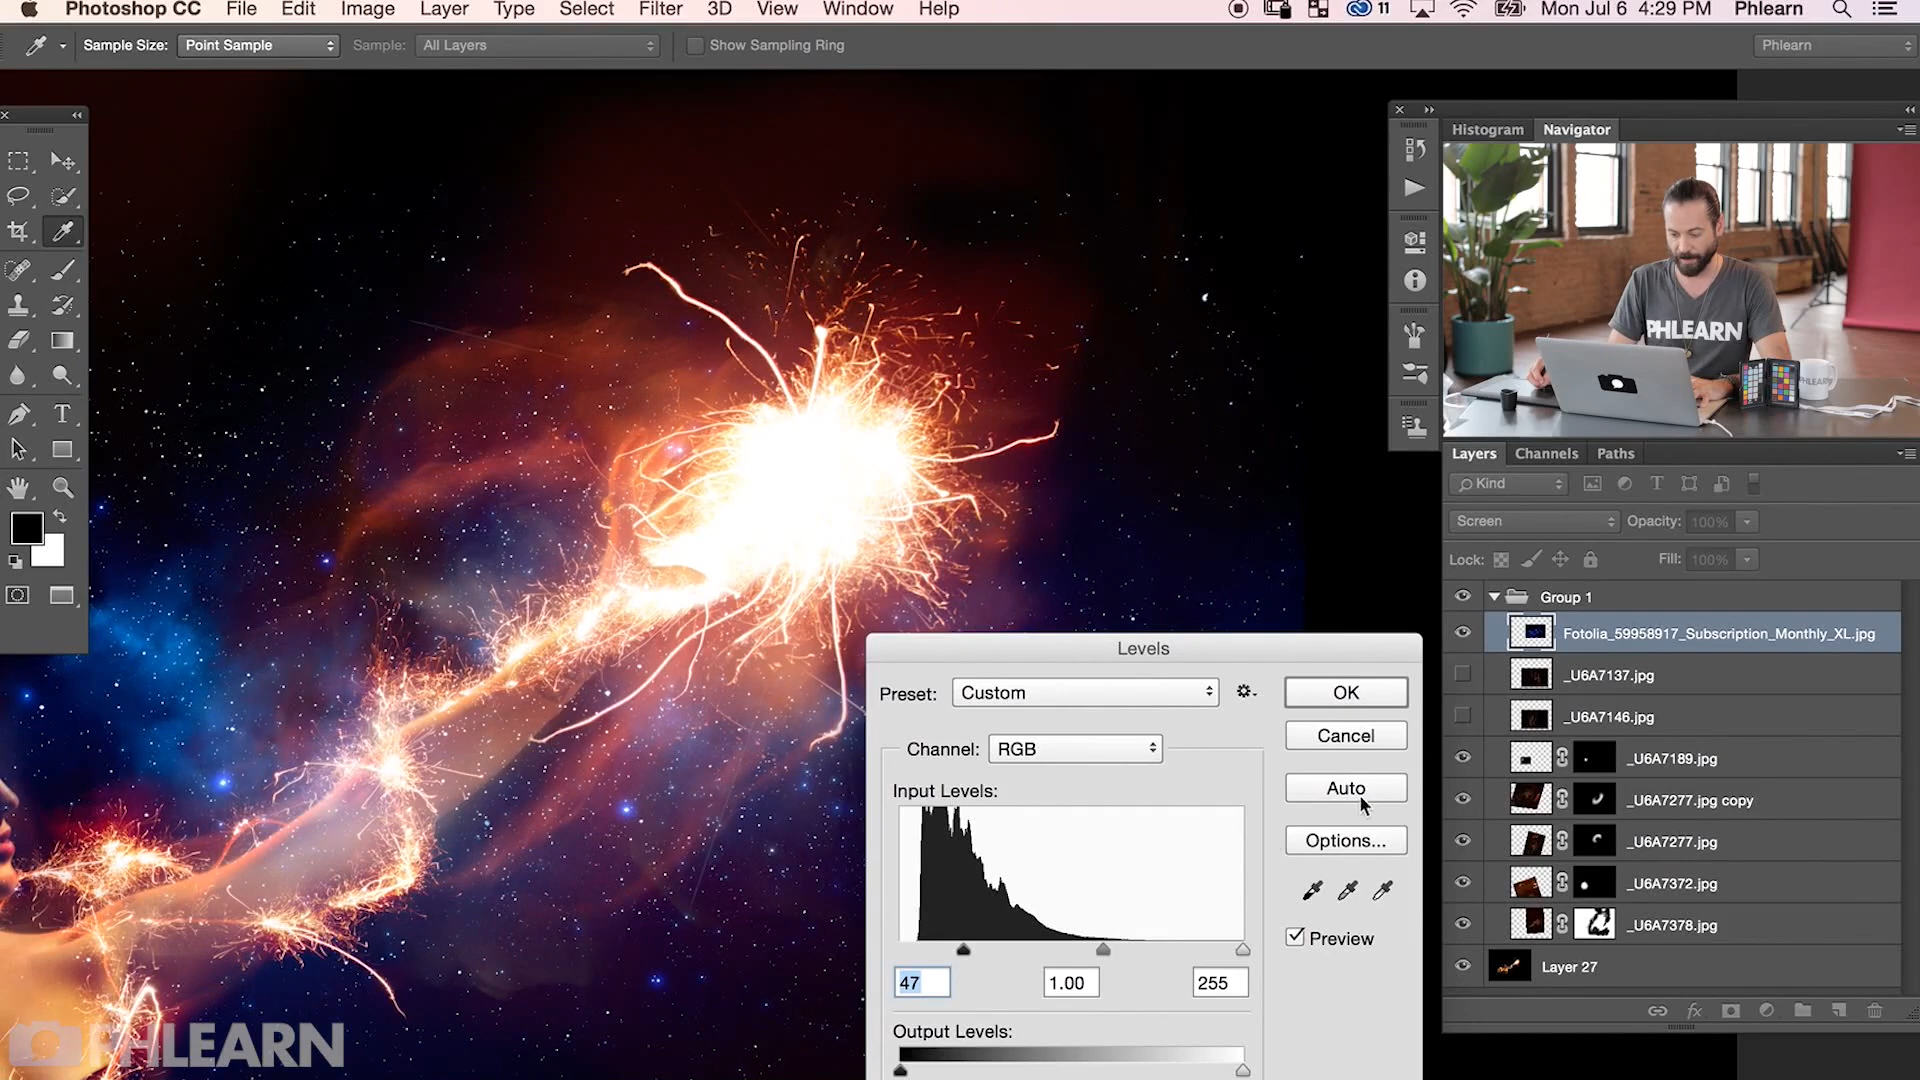 Photoshop CC File Edit Image Layer Type Select Filter 3D View Window Help 11 Mon Jul 6 4:29 PM Phlearn
Sample Size: Point Sample Sample: All Layers Show Sampling Ring Phlearn
Histogram Navigator
PHLEARN
PHLEARN
Layers Channels Paths
Kind
Screen Opacity: 100%
Lock: Fill: 100%
Group 1
Fotolia_59958917_Subscription_Monthly_XL.jpg
_U6A7137.jpg
_U6A7146.jpg
_U6A7189.jpg
_U6A7277.jpg copy
_U6A7277.jpg
_U6A7372.jpg
_U6A7378.jpg
Layer 27
Levels
Preset: Custom OK
Cancel
Channel: RGB
Auto
Input Levels:
Options...
Preview
47 1.00 255
Output Levels:
PHLEARN